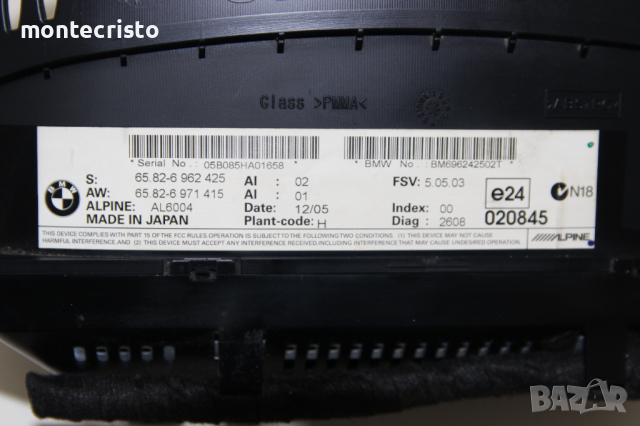 montecristo
Glass >PMMA<
* Serial No. : 05B085HA01658 *
* BMW No. : BM696242502T *
S: 65.82-6 962 425 AI : 02 FSV: 5.05.03 e24 N18
AW: 65.82-6 971 415 AI : 01
ALPINE: AL6004 Date: 12/05 Index: 00 020845
MADE IN JAPAN Plant-code: H Diag : 2608
THIS DEVICE COMPLIES WITH PART 15 OF THE FCC RULES. OPERATION IS SUBJECT TO THE FOLLOWING TWO CONDITIONS. (1) THIS DEVICE MAY NOT CAUSE
HARMFUL INTERFERENCE, AND (2) THIS DEVICE MUST ACCEPT ANY INTERFERENCE RECEIVED, INCLUDING INTERFERENCE THAT MAY CAUSE UNDESIRED OPERATION.
ALPINE
BMW
BAZAR
bg